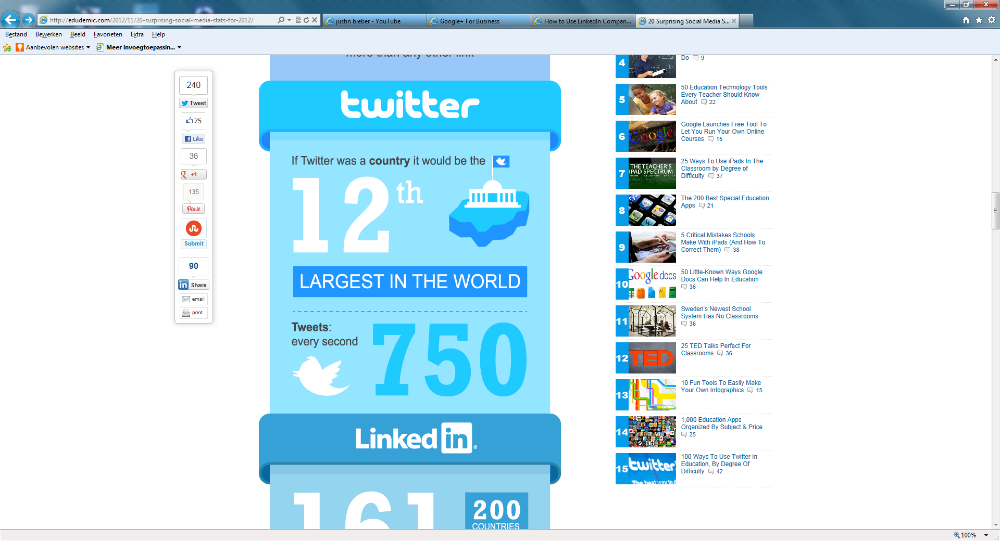 http://edudemic.com/2012/11/20-surprising-social-media-stats-for-2012/
justin bieber - YouTube
Google+ For Business
How to Use LinkedIn Compan...
20 Surprising Social Media S...
Bestand Bewerken Beeld Favorieten Extra Help
Aanbevolen websites
Meer invoegtoepassin...
240
Tweet
75
Like
36
+1
135
Pin it
Submit
90
in Share
email
print
more than any other link
twitter
If Twitter was a country it would be the
12th
LARGEST IN THE WORLD
Tweets:
every second
750
Linked in ®
161
200
COUNTRIES
4
Do 9
5
50 Education Technology Tools
Every Teacher Should Know
About 22
6
Google
Google Launches Free Tool To
Let You Run Your Own Online
Courses 15
7
THE TEACHER'S
IPAD SPECTRUM
25 Ways To Use iPads In The
Classroom by Degree of
Difficulty 37
8
The 200 Best Special Education
Apps 21
9
5 Critical Mistakes Schools
Make With iPads (And How To
Correct Them) 38
10
Google docs
50 Little-Known Ways Google
Docs Can Help In Education
36
11
Sweden's Newest School
System Has No Classrooms
36
12
TED
25 TED Talks Perfect For
Classrooms 36
13
10 Fun Tools To Easily Make
Your Own Infographics 15
14
1,000 Education Apps
Organized By Subject & Price
25
15
twitter
The best way to
100 Ways To Use Twitter In
Education, By Degree Of
Difficulty 42
100%